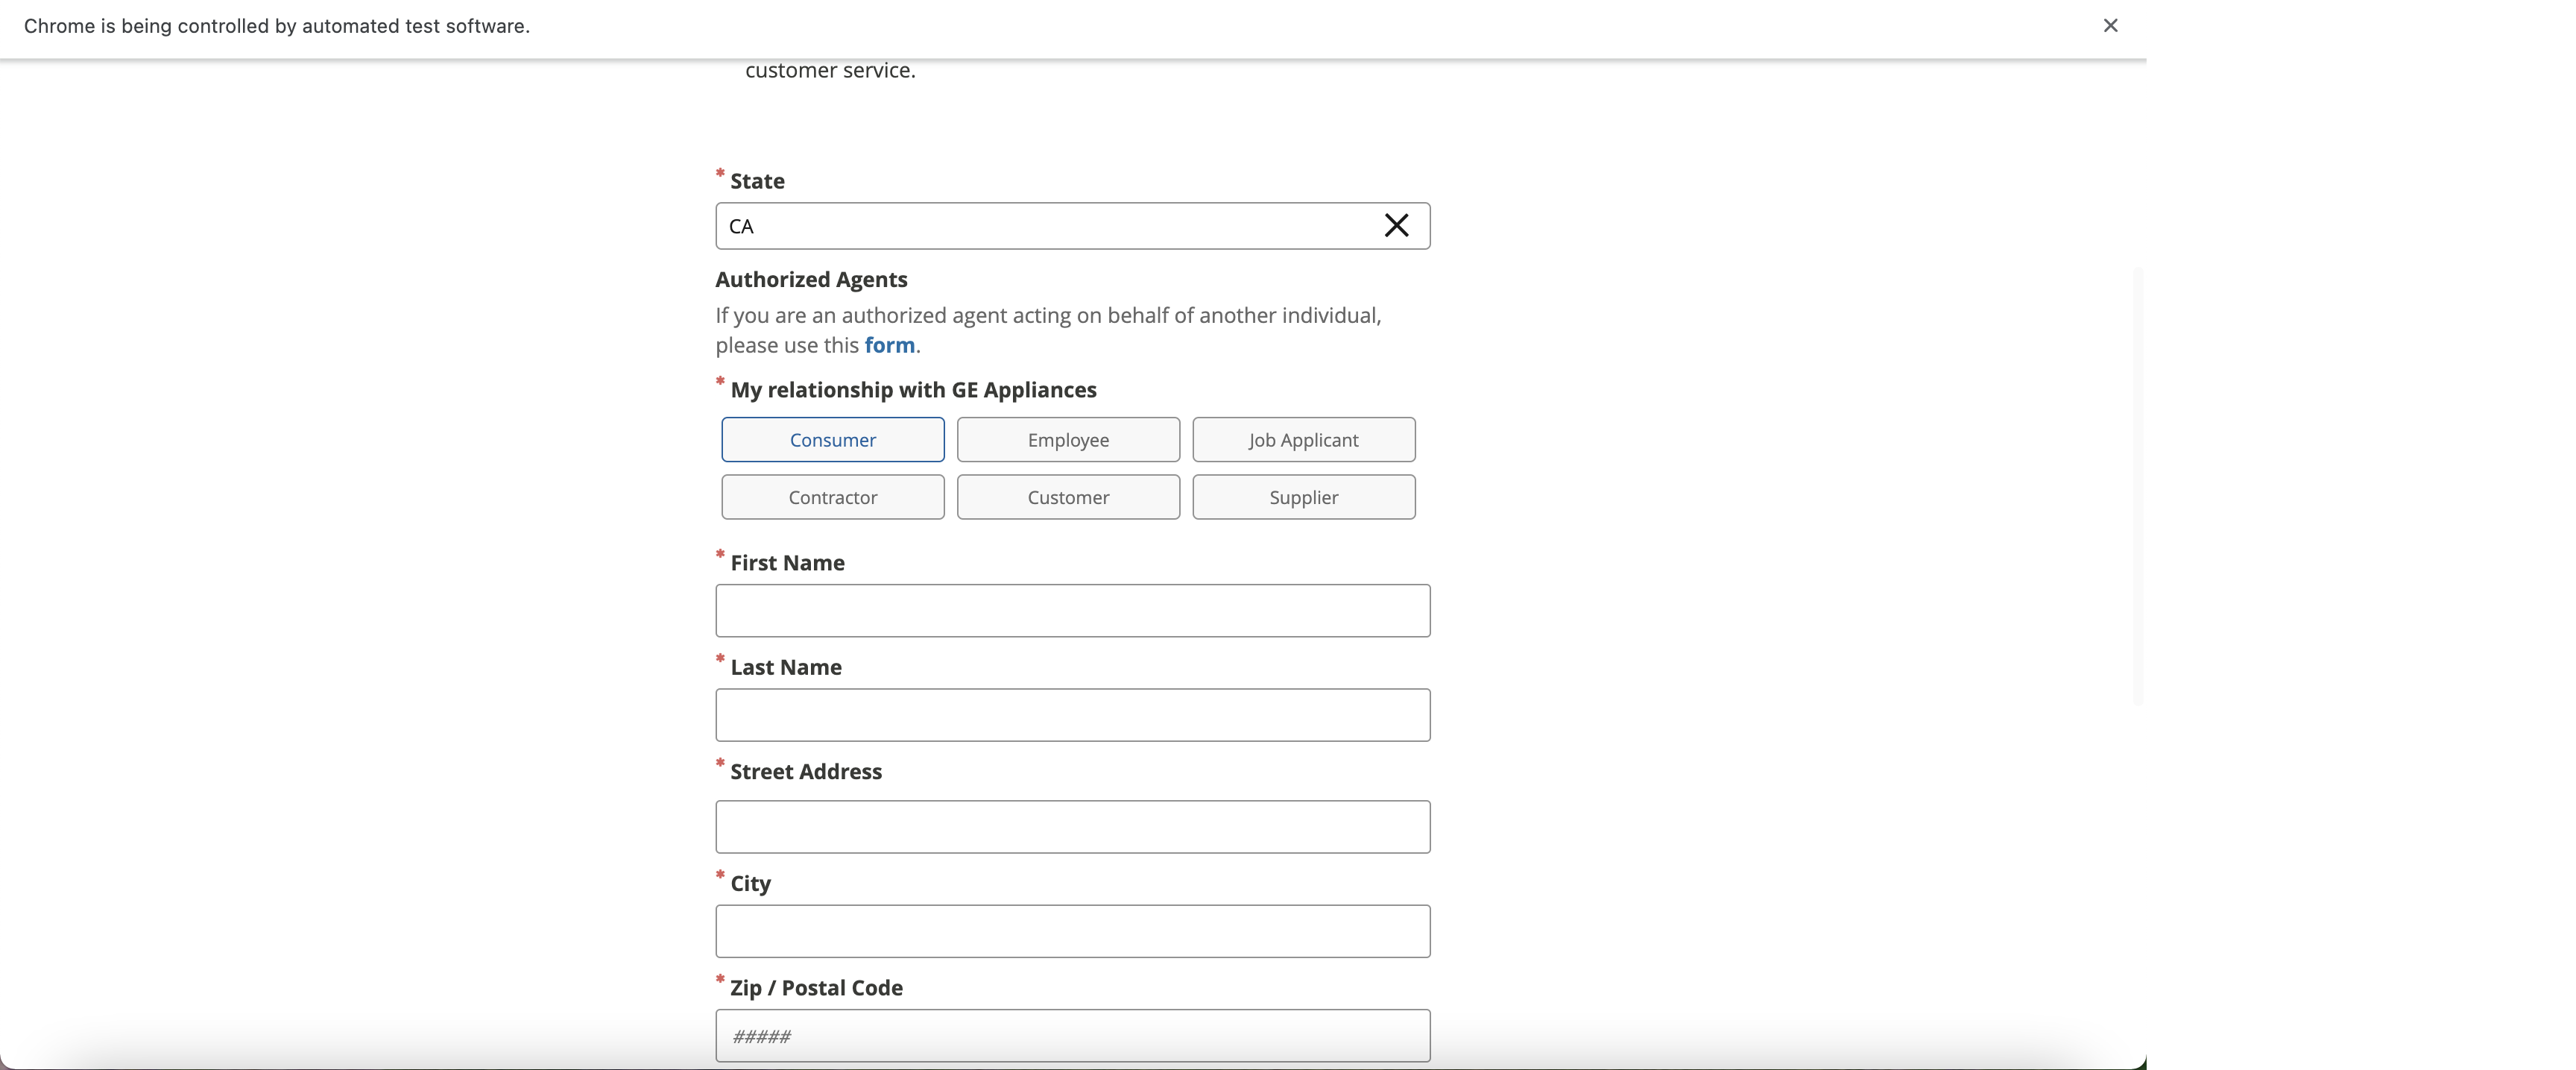 Chrome is being controlled by automated test software.
customer service.
* State
CA
Authorized Agents
If you are an authorized agent acting on behalf of another individual,
please use this form.
* My relationship with GE Appliances
Consumer Employee Job Applicant
Contractor Customer Supplier
* First Name
* Last Name
* Street Address
* City
* Zip / Postal Code
#####